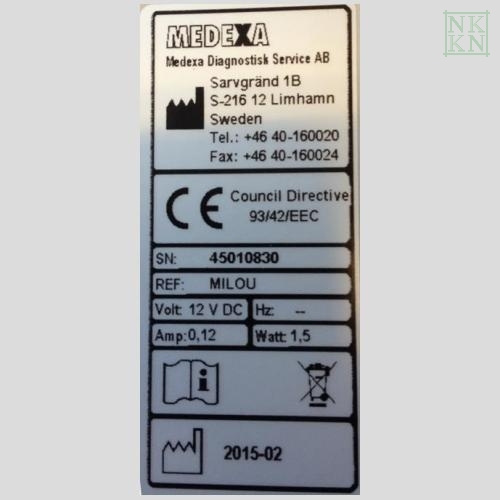 NK
KN
MEDEXA
Medexa Diagnostisk Service AB
Sarvgränd 1B
S-216 12 Limhamn
Sweden
Tel.: +46 40-160020
Fax: +46 40-160024
CE Council Directive
93/42/EEC
SN: 45010830
REF: MILOU
Volt: 12 V DC Hz: --
Amp:0,12 Watt: 1,5
i
2015-02